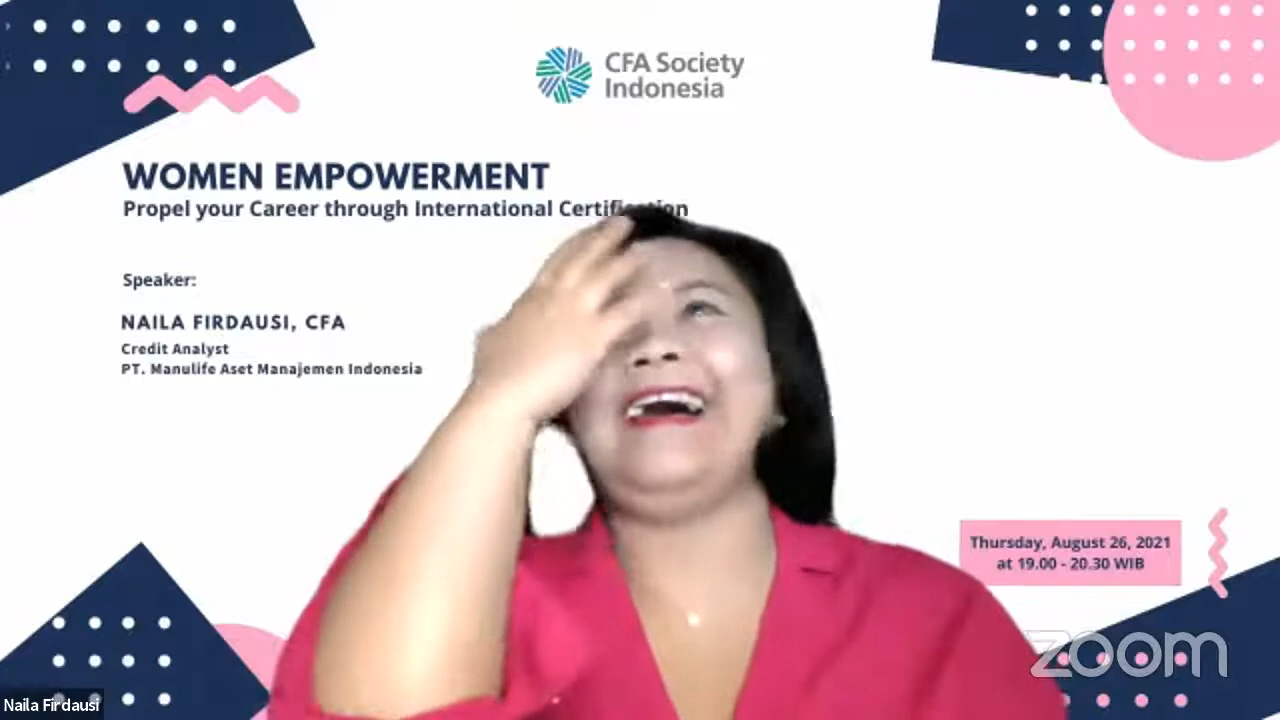 CFA Society
Indonesia
WOMEN EMPOWERMENT
Propel your Career through International
Speaker:
NAILA FIRDAUSI, CFA
Credit Analyst
PT. Manulife Aset Manajemen Indonesia
Thursday, August 26, 2021
at 19.00 - 20.30 WIB
zoom
Naila Firdausi